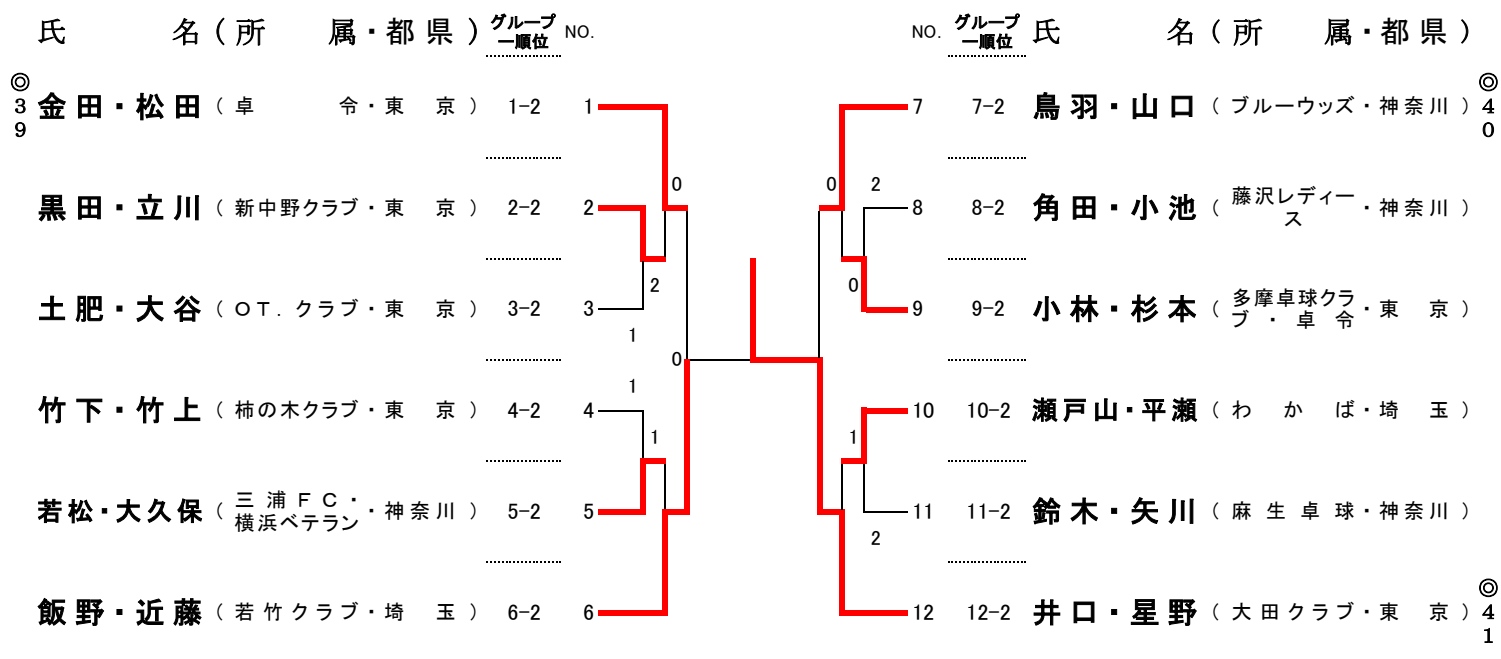 氏 名(所 属・都県) グループ NO.
一順位
◎39 金田・松田 (卓 令・東 京) 1-2 1
黒田・立川 (新中野クラブ・東 京) 2-2 2
土肥・大谷 (OT.クラブ・東 京) 3-2 3
竹下・竹上 (柿の木クラブ・東 京) 4-2 4
若松・大久保 (三浦FC・
横浜ベテラン・神奈川) 5-2 5
飯野・近藤 (若竹クラブ・埼 玉) 6-2 6
0
2
1
0
1
1
NO. グループ 氏 名(所 属・都県)
一順位
7 7-2 鳥羽・山口 (ブルーウッズ・神奈川) ◎40
8 8-2 角田・小池 (藤沢レディー
ス・神奈川)
9 9-2 小林・杉本 (多摩卓球クラ
ブ・卓令・東 京)
10 10-2 瀬戸山・平瀬 (わかば・埼 玉)
11 11-2 鈴木・矢川 (麻生卓球・神奈川)
12 12-2 井口・星野 (大田クラブ・東 京) ◎41
0 2
0
1
2